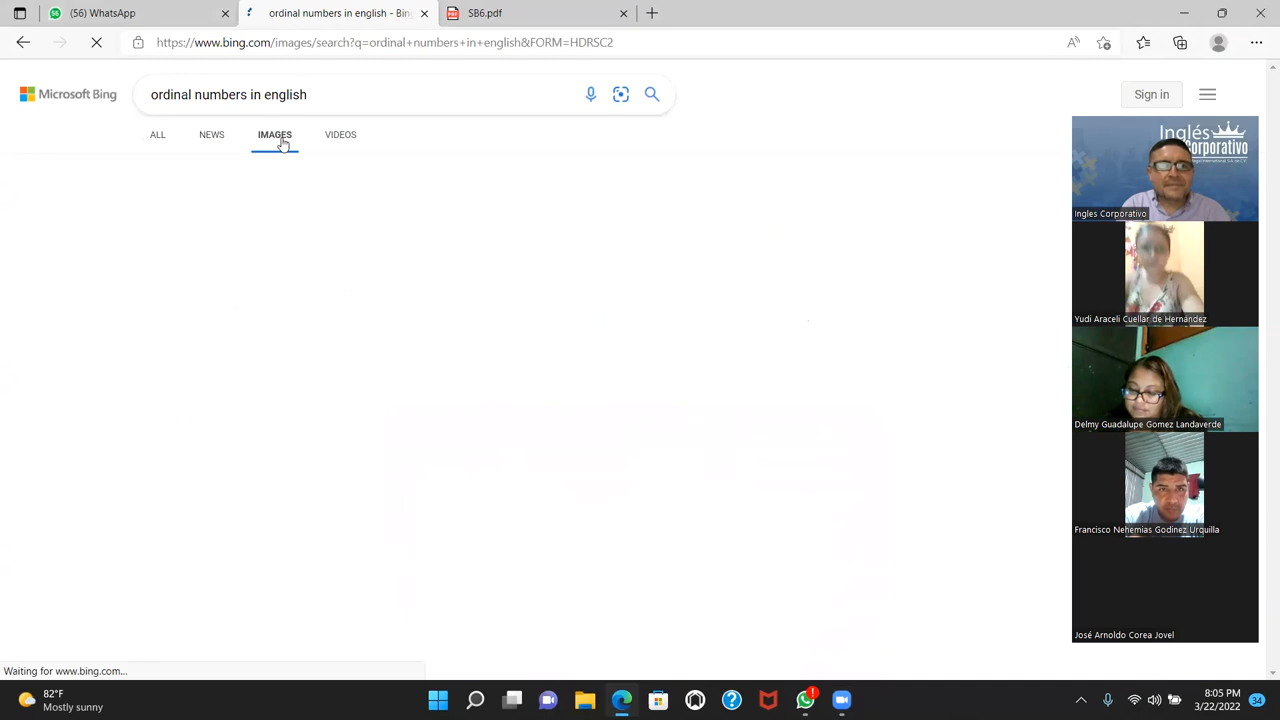 (56) WhatsApp
ordinal numbers in english - Bin
SB6.pdf
https://www.bing.com/images/search?q=ordinal+numbers+in+english&FORM=HDRSC2
Microsoft Bing
ordinal numbers in english
Sign in
ALL
NEWS
IMAGES
VIDEOS
Inglés
Corporativo
Ingles Corporativo
Yudi Araceli Cuellar de Hernández
Delmy Guadalupe Gomez Landaverde
Francisco Nehemias Godinez Urquilla
José Arnoldo Corea Jovel
Waiting for www.bing.com...
82°F
Mostly sunny
8:05 PM
3/22/2022
34